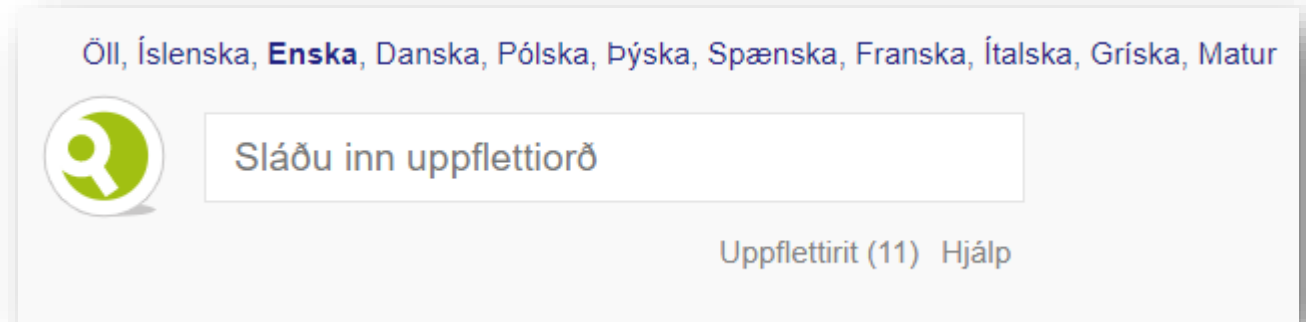 Öll, Íslenska, Enska, Danska, Pólska, Þýska, Spænska, Franska, Ítalska, Gríska, Matur
Sláðu inn uppflettiorð
Uppflettirit (11) Hjálp